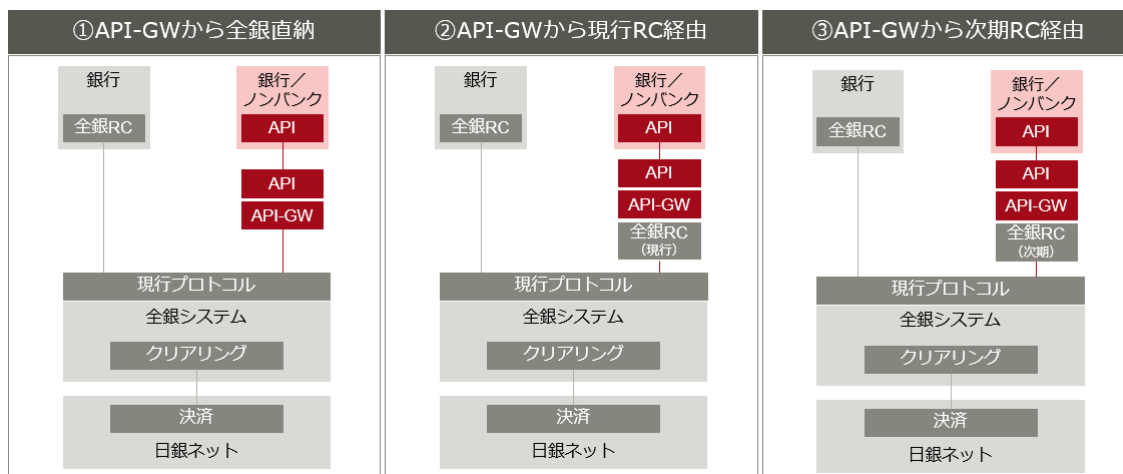 ①API-GWから全銀直納
銀行
全銀RC
銀行／
ノンバンク
API
API
API-GW
現行プロトコル
全銀システム
クリアリング
決済
日銀ネット
②API-GWから現行RC経由
銀行
全銀RC
銀行／
ノンバンク
API
API
API-GW
全銀RC
(現行)
現行プロトコル
全銀システム
クリアリング
決済
日銀ネット
③API-GWから次期RC経由
銀行
全銀RC
銀行／
ノンバンク
API
API
API-GW
全銀RC
(次期)
現行プロトコル
全銀システム
クリアリング
決済
日銀ネット